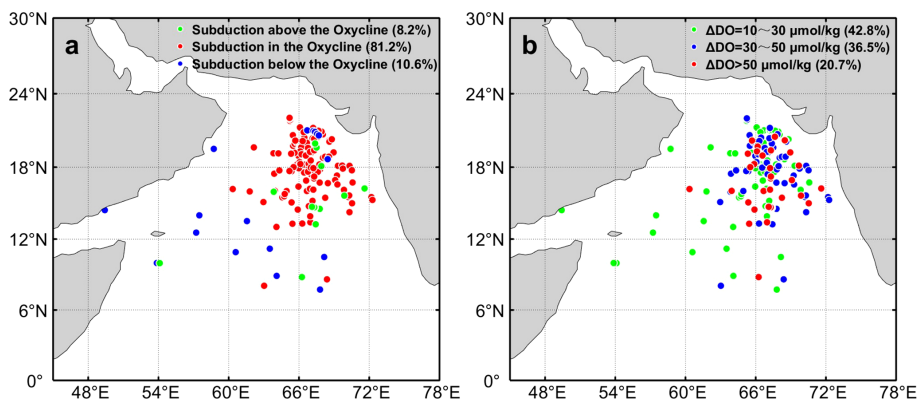 a
Subduction above the Oxycline (8.2%)
Subduction in the Oxycline (81.2%)
Subduction below the Oxycline (10.6%)
30°N
24°N
18°N
12°N
6°N
0°
48°E 54°E 60°E 66°E 72°E 78°E
b
ΔDO=10～30 μmol/kg (42.8%)
ΔDO=30～50 μmol/kg (36.5%)
ΔDO>50 μmol/kg (20.7%)
30°N
24°N
18°N
12°N
6°N
0°
48°E 54°E 60°E 66°E 72°E 78°E